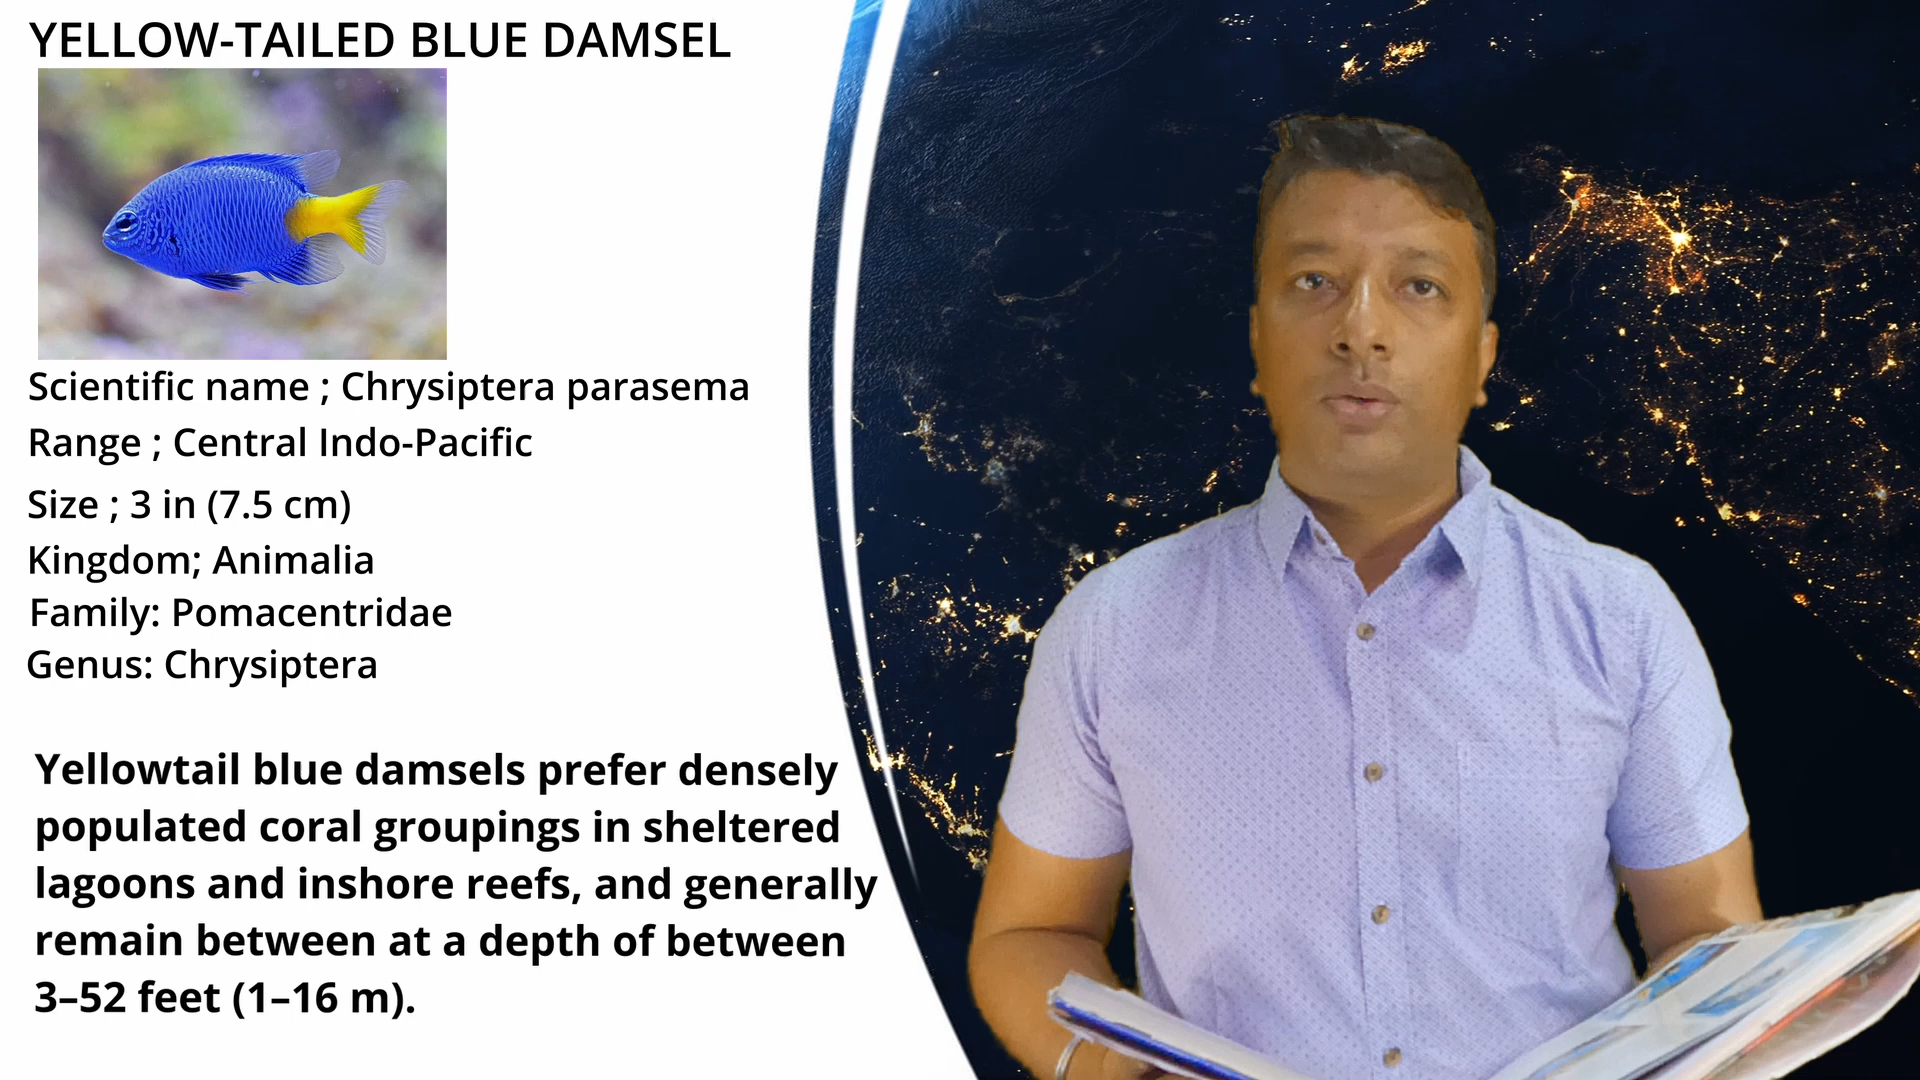 YELLOW-TAILED BLUE DAMSEL
Scientific name ; Chrysiptera parasema
Range ; Central Indo-Pacific
Size ; 3 in (7.5 cm)
Kingdom; Animalia
Family: Pomacentridae
Genus: Chrysiptera
Yellowtail blue damsels prefer densely
populated coral groupings in sheltered
lagoons and inshore reefs, and generally
remain between at a depth of between
3–52 feet (1–16 m).